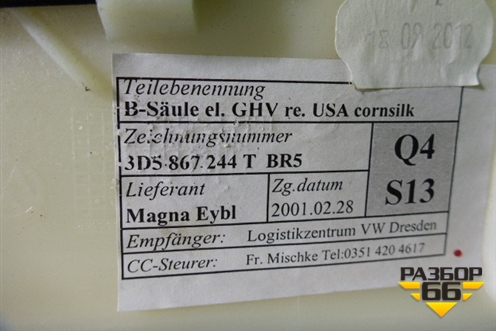 18 09 2012
Teilebenennung
B-Säule el. GHV re. USA cornsilk
Zeichnungsnummer
3D5 867 244 T BR5
Q4
Lieferant
Zg.datum
S13
Magna Eybl
2001.02.28
Empfänger: Logistikzentrum VW Dresden
CC-Steurer: Fr. Mischke Tel:0351 420 4617
РАЗБОР
66